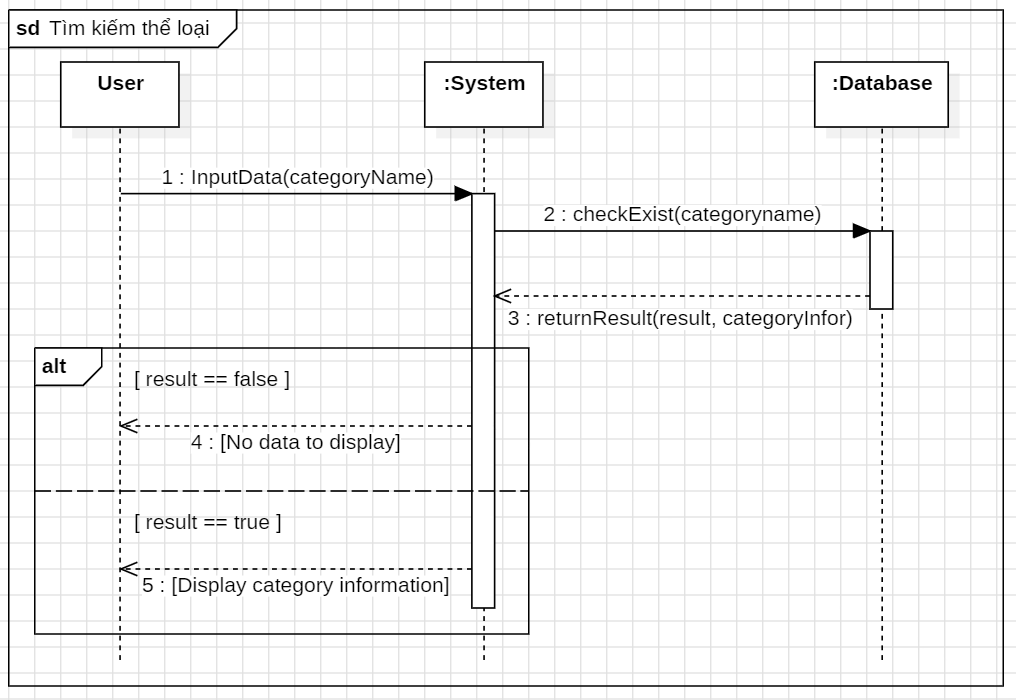 sd Tìm kiếm thể loại
User
:System
:Database
1 : InputData(categoryName)
2 : checkExist(categoryname)
3 : returnResult(result, categoryInfor)
alt
[ result == false ]
4 : [No data to display]
[ result == true ]
5 : [Display category information]